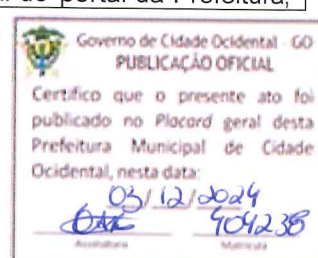 do portal da Prefeitura,
Governo de Cidade Ocidental - GO
PUBLICAÇÃO OFICIAL
Certifico que o presente ato foi
publicado no Placard geral desta
Prefeitura Municipal de Cidade
Ocidental, nesta data:
03/12/2024
404238
Assinatura Matrícula